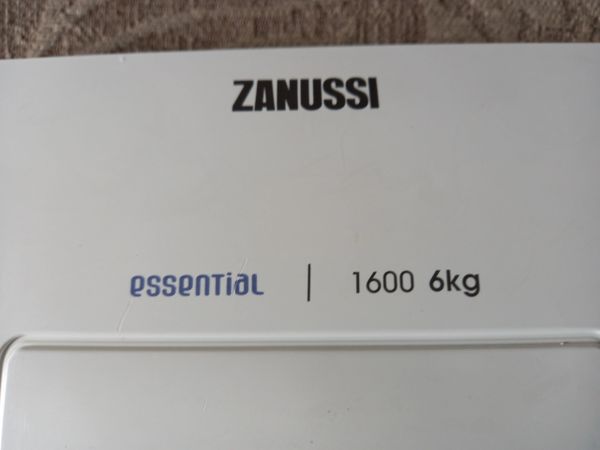 ZANUSSI
essential | 1600 6kg